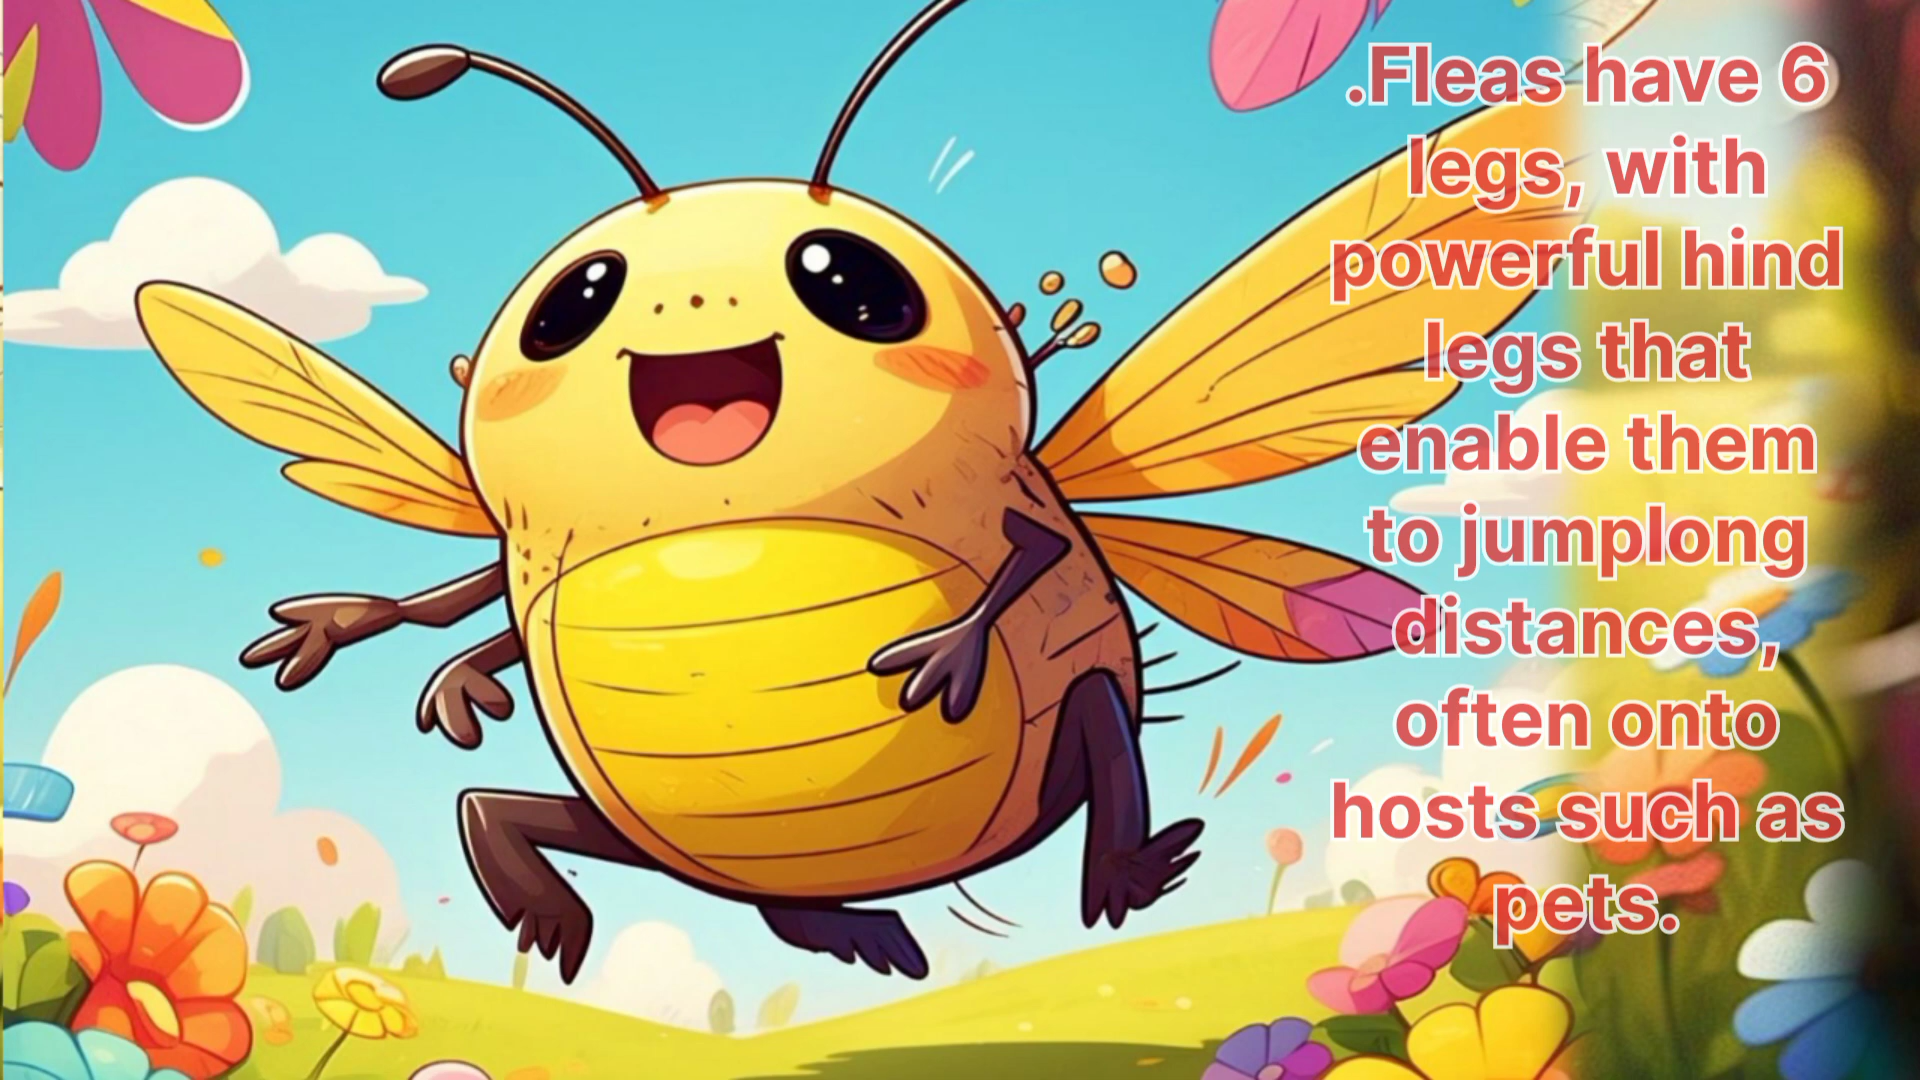 .Fleas have 6
legs, with
powerful hind
legs that
enable them
to jumplong
distances,
often onto
hosts such as
pets.